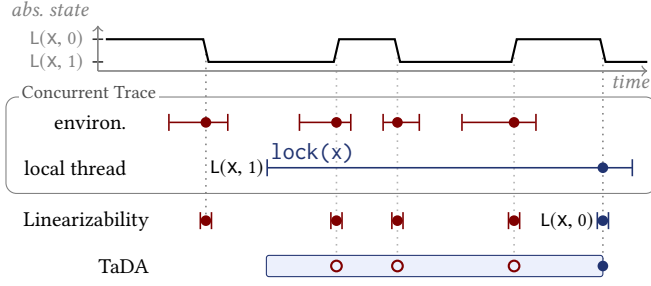 abs. state
L(x, 0)
L(x, 1)
time
Concurrent Trace
environ.
lock(x)
local thread L(x, 1)
Linearizability L(x, 0)
TaDA